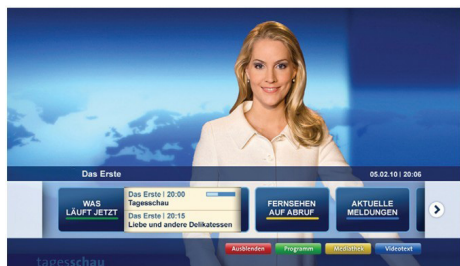 Das Erste
05.02.10 | 20:06
WAS
LÄUFT JETZT
Das Erste | 20:00
Tagesschau
Das Erste | 20:15
Liebe und andere Delikatessen
FERNSEHEN
AUF ABRUF
AKTUELLE
MELDUNGEN
Ausblenden
Programm
Mediathek
Videotext
tagesschau